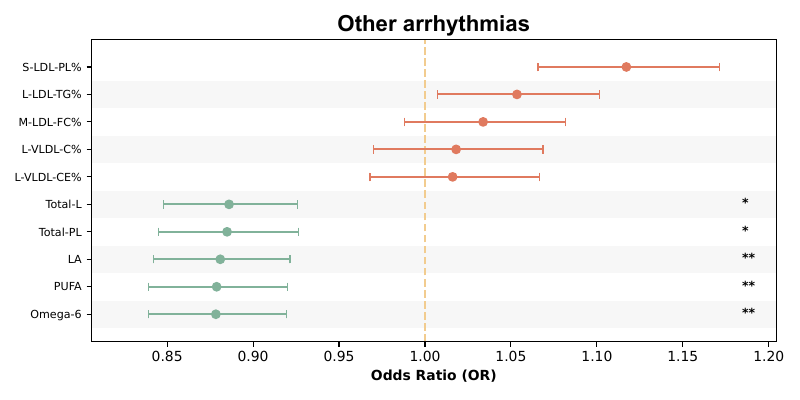 Other arrhythmias
S-LDL-PL%
L-LDL-TG%
M-LDL-FC%
L-VLDL-C%
L-VLDL-CE%
Total-L *
Total-PL *
LA **
PUFA **
Omega-6 **
0.85 0.90 0.95 1.00 1.05 1.10 1.15 1.20
Odds Ratio (OR)